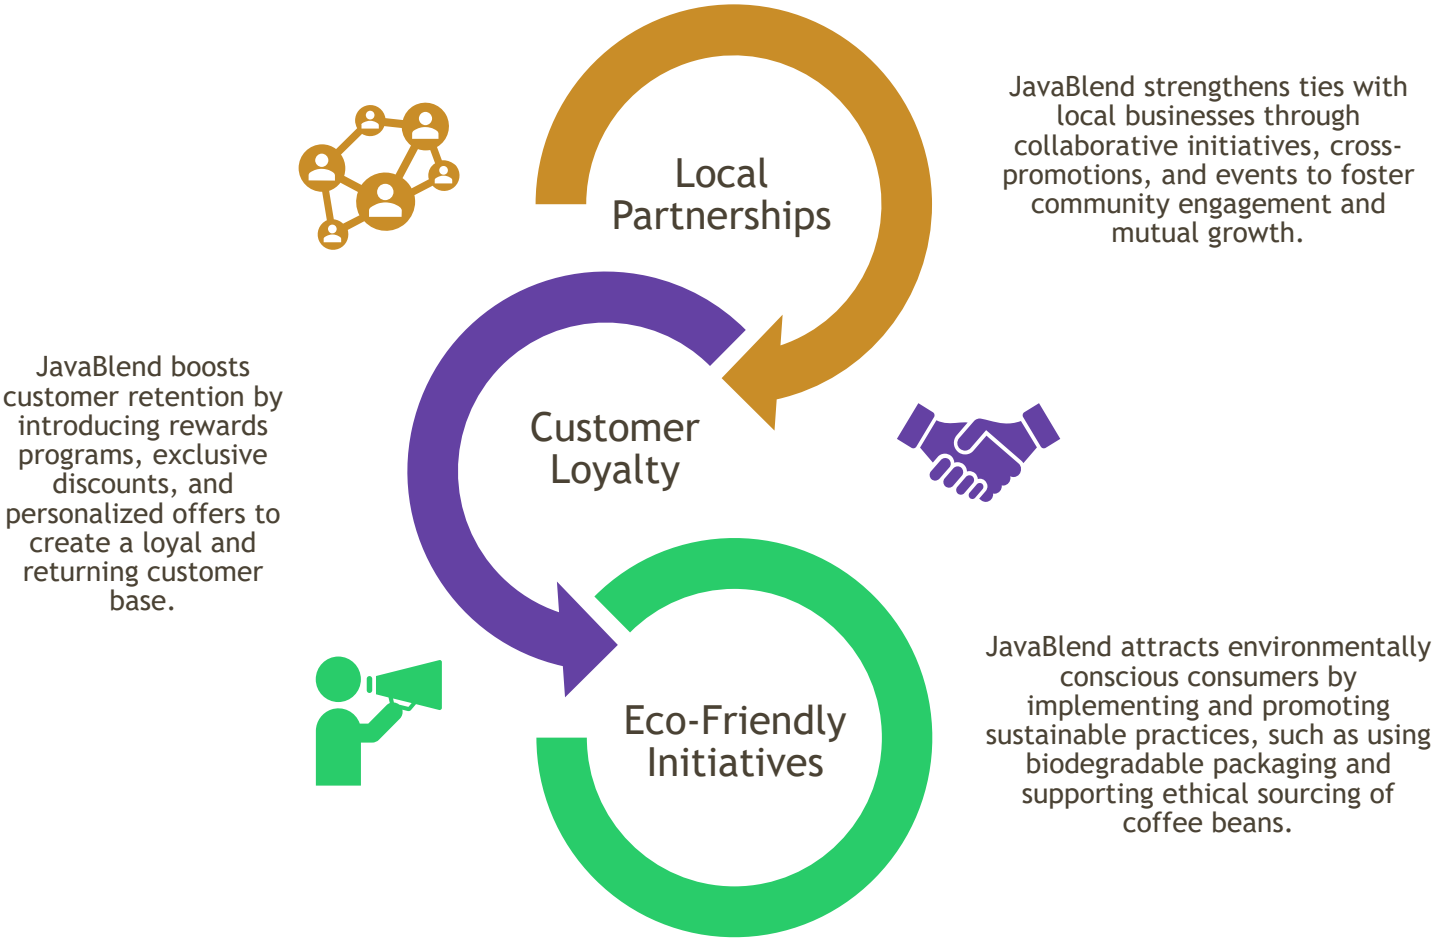 Local
Partnerships
JavaBlend strengthens ties with
local businesses through
collaborative initiatives, cross-
promotions, and events to foster
community engagement and
mutual growth.
Customer
Loyalty
JavaBlend boosts
customer retention by
introducing rewards
programs, exclusive
discounts, and
personalized offers to
create a loyal and
returning customer
base.
Eco-Friendly
Initiatives
JavaBlend attracts environmentally
conscious consumers by
implementing and promoting
sustainable practices, such as using
biodegradable packaging and
supporting ethical sourcing of
coffee beans.